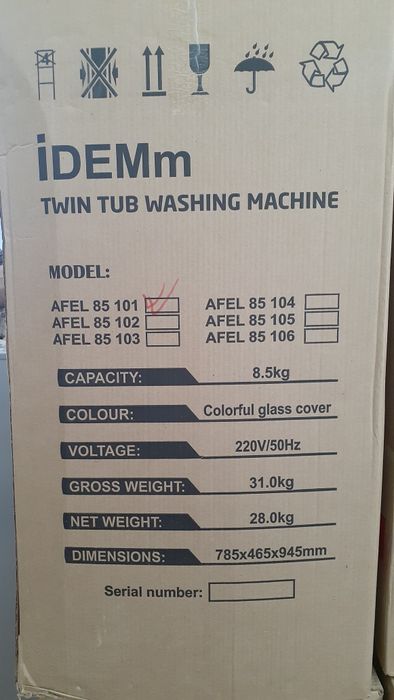 4
iDEMm
TWIN TUB WASHING MACHINE
MODEL:
AFEL 85 101 AFEL 85 104
AFEL 85 102 AFEL 85 105
AFEL 85 103 AFEL 85 106
CAPACITY: 8.5kg
COLOUR: Colorful glass cover
VOLTAGE: 220V/50Hz
GROSS WEIGHT: 31.0kg
NET WEIGHT: 28.0kg
DIMENSIONS: 785x465x945mm
Serial number: